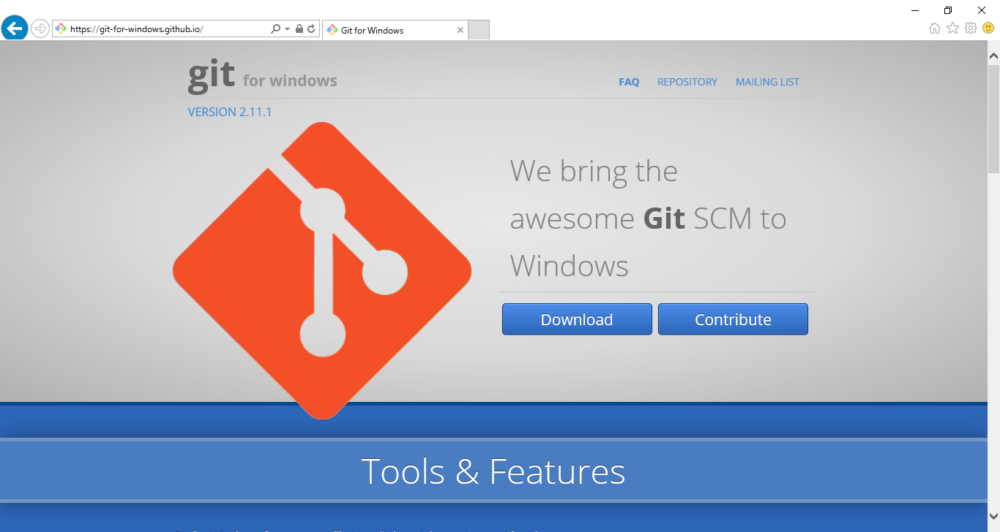 https://git-for-windows.github.io/
Git for Windows
git for windows
FAQ REPOSITORY MAILING LIST
VERSION 2.11.1
We bring the
awesome Git SCM to
Windows
Download Contribute
Tools & Features